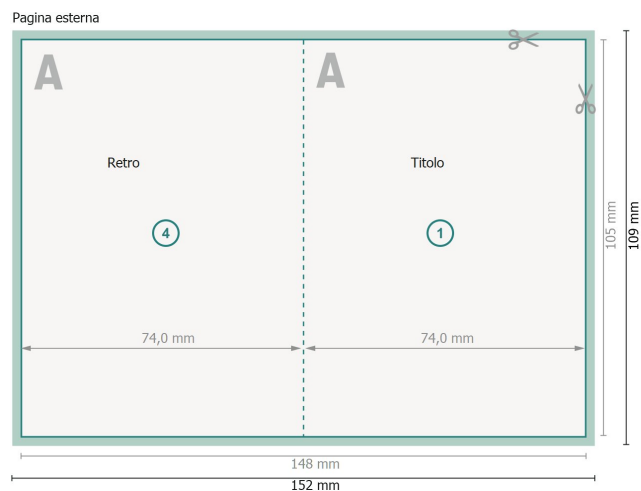 Pagina esterna
A
A
Retro
Titolo
4
1
105 mm
109 mm
74,0 mm
74,0 mm
148 mm
152 mm